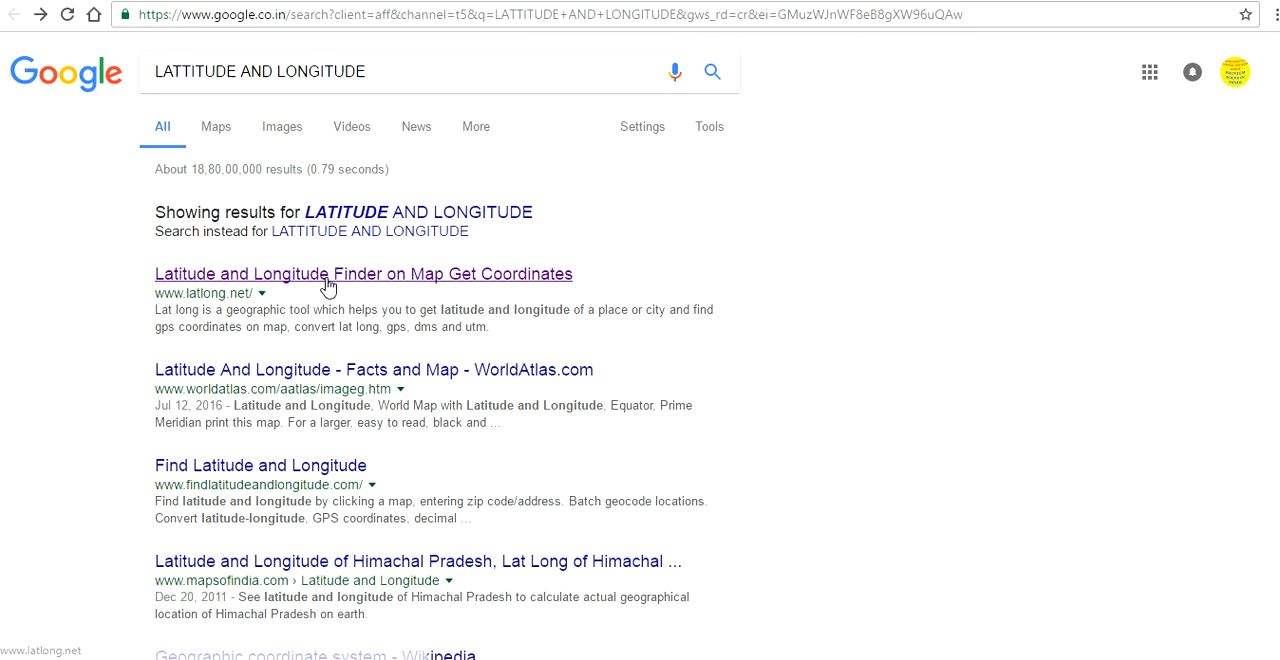 https://www.google.co.in/search?client=aff&channel=t5&q=LATTITUDE+AND+LONGITUDE&gws_rd=cr&ei=GMuzWJnWF8eB8gXW96uQAw
Google
LATTITUDE AND LONGITUDE
All Maps Images Videos News More Settings Tools
About 18,80,00,000 results (0.79 seconds)
Showing results for LATITUDE AND LONGITUDE
Search instead for LATTITUDE AND LONGITUDE
Latitude and Longitude Finder on Map Get Coordinates
www.latlong.net/
Lat long is a geographic tool which helps you to get latitude and longitude of a place or city and find
gps coordinates on map, convert lat long, gps, dms and utm.
Latitude And Longitude - Facts and Map - WorldAtlas.com
www.worldatlas.com/aatlas/imageg.htm
Jul 12, 2016 - Latitude and Longitude, World Map with Latitude and Longitude, Equator, Prime
Meridian print this map. For a larger, easy to read, black and ...
Find Latitude and Longitude
www.findlatitudeandlongitude.com/
Find latitude and longitude by clicking a map, entering zip code/address. Batch geocode locations.
Convert latitude-longitude, GPS coordinates, decimal ...
Latitude and Longitude of Himachal Pradesh, Lat Long of Himachal ...
www.mapsofindia.com › Latitude and Longitude
Dec 20, 2011 - See latitude and longitude of Himachal Pradesh to calculate actual geographical
location of Himachal Pradesh on earth.
Geographic coordinate system - Wikipedia
www.latlong.net